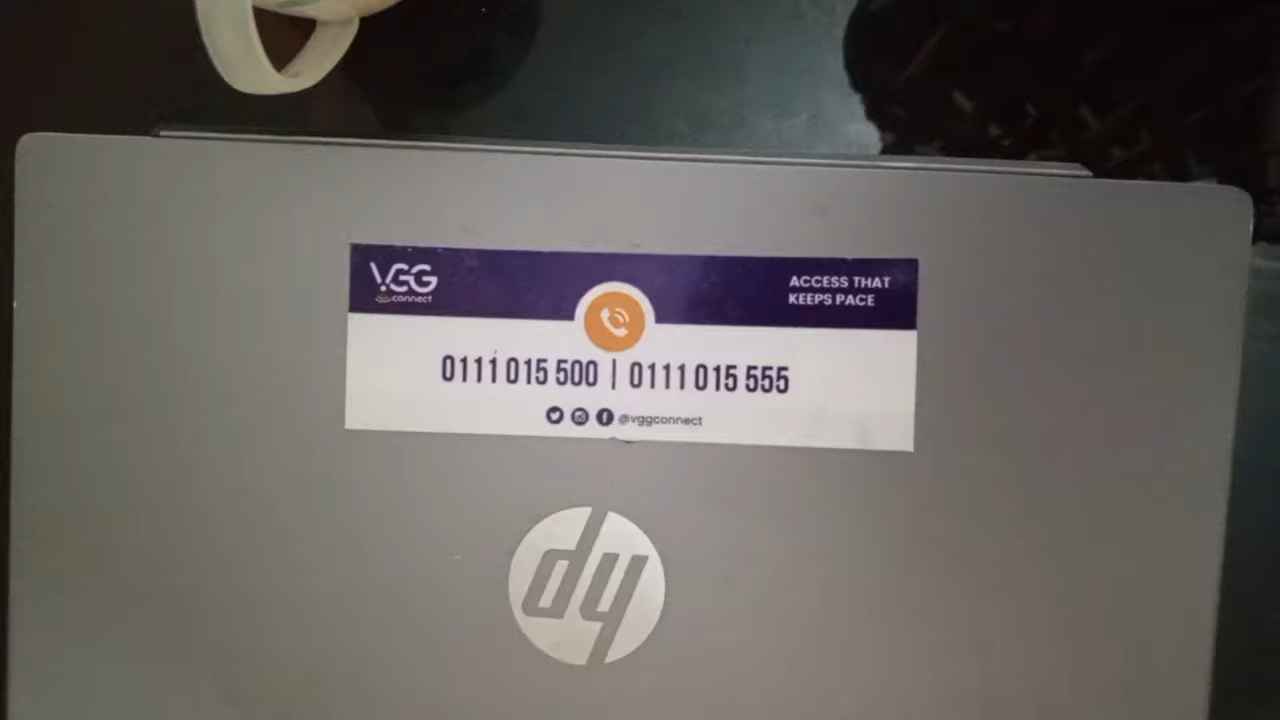 VGG
connect
ACCESS THAT
KEEPS PACE
0111 015 500 | 0111 015 555
@vggconnect
hp